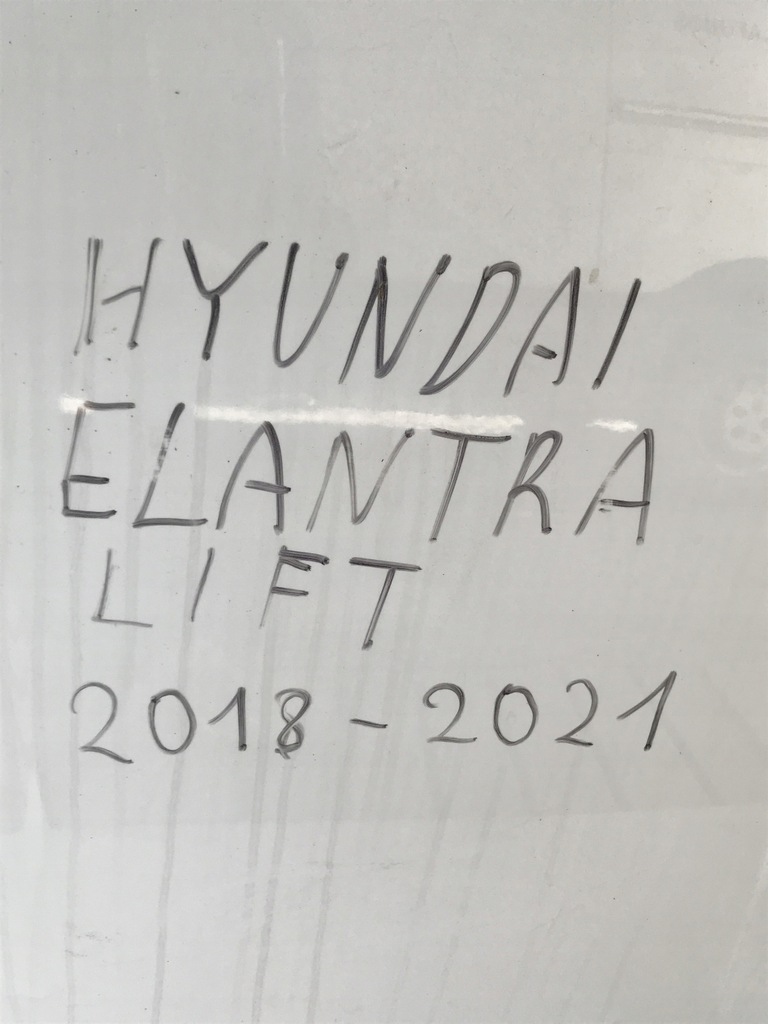 HYUNDAI
ELANTRA
LIFT
2018-2021